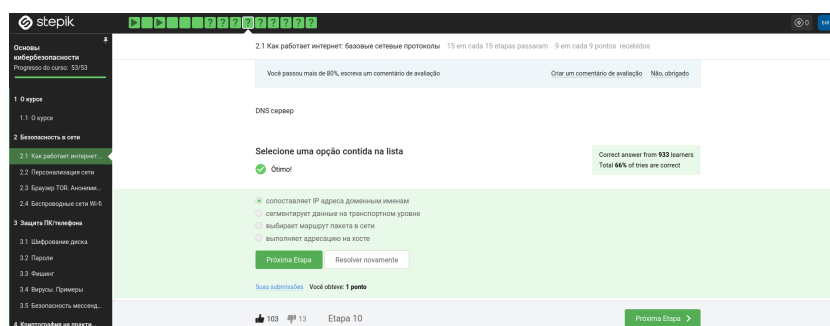 stepik
0
БМ
Основы кибербезопасности
Progresso do curso: 53/53
1 О курсе
1.1 О курсе
2 Безопасность в сети
2.1 Как работает интернет...
2.2 Персонализация сети
2.3 Браузер TOR. Анонимн...
2.4 Беспроводные сети Wi-fi
3 Защита ПК/телефона
3.1 Шифрование диска
3.2 Пароли
3.3 Фишинг
3.4 Вирусы. Примеры
3.5 Безопасность мессенд...
4 Криптография на практи...
2.1 Как работает интернет: базовые сетевые протоколы 15 em cada 15 etapas passaram 9 em cada 9 pontos recebidos
Você passou mais de 80%, escreva um comentário de avaliação Criar um comentário de avaliação Não, obrigado
DNS сервер
Selecione uma opção contida na lista
Ótimo!
Correct answer from 933 learners
Total 66% of tries are correct
сопоставляет IP адреса доменным именам
сегментирует данные на транспортном уровне
выбирает маршрут пакета в сети
выполняет адресацию на хосте
Próxima Etapa Resolver novamente
Suas submissões Você obteve: 1 ponto
103 13 Etapa 10 Próxima Etapa